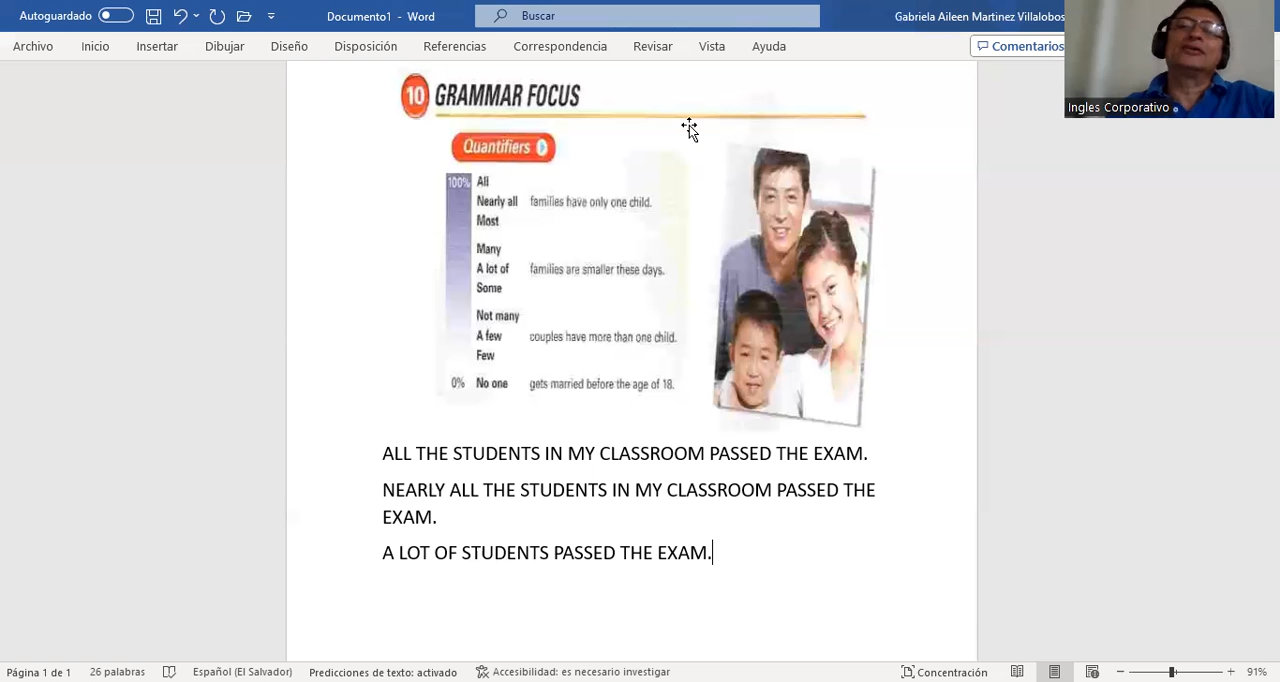 Autoguardado
Documento1 - Word
Buscar
Gabriela Aileen Martinez Villalobos
Archivo Inicio Insertar Dibujar Diseño Disposición Referencias Correspondencia Revisar Vista Ayuda
Comentarios
Ingles Corporativo
10 GRAMMAR FOCUS
Quantifiers
100% All
Nearly all families have only one child.
Most
Many
A lot of families are smaller these days.
Some
Not many
A few couples have more than one child.
Few
0% No one gets married before the age of 18.
ALL THE STUDENTS IN MY CLASSROOM PASSED THE EXAM.
NEARLY ALL THE STUDENTS IN MY CLASSROOM PASSED THE
EXAM.
A LOT OF STUDENTS PASSED THE EXAM.
Página 1 de 1 26 palabras Español (El Salvador) Predicciones de texto: activado Accesibilidad: es necesario investigar Concentración 91%